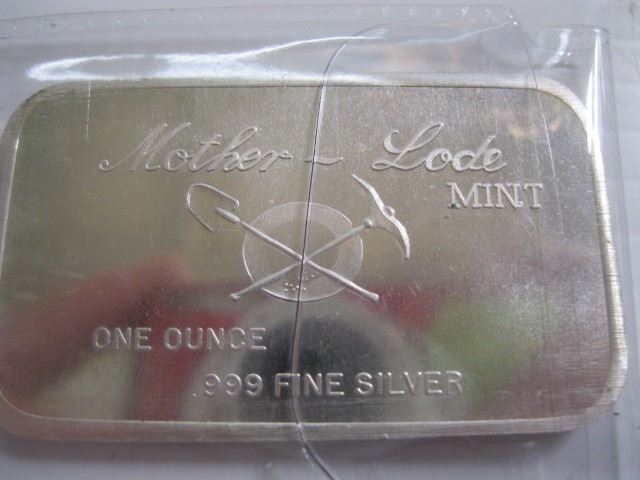 Mother-Lode
MINT
ONE OUNCE
.999 FINE SILVER